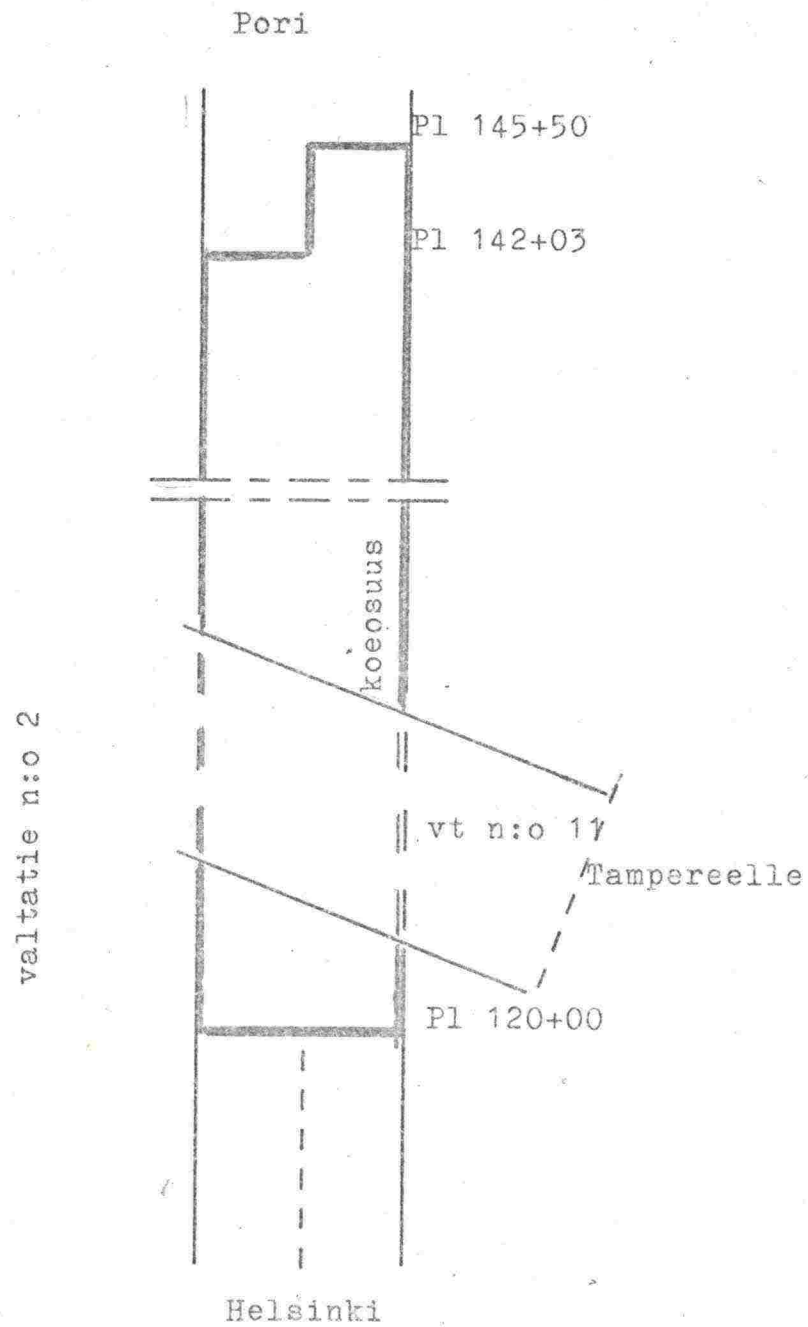 Pori
Pl 145+50
Pl 142+03
koeosuus
valtatie n:o 2
vt n:o 11
Tampereelle
Pl 120+00
Helsinki